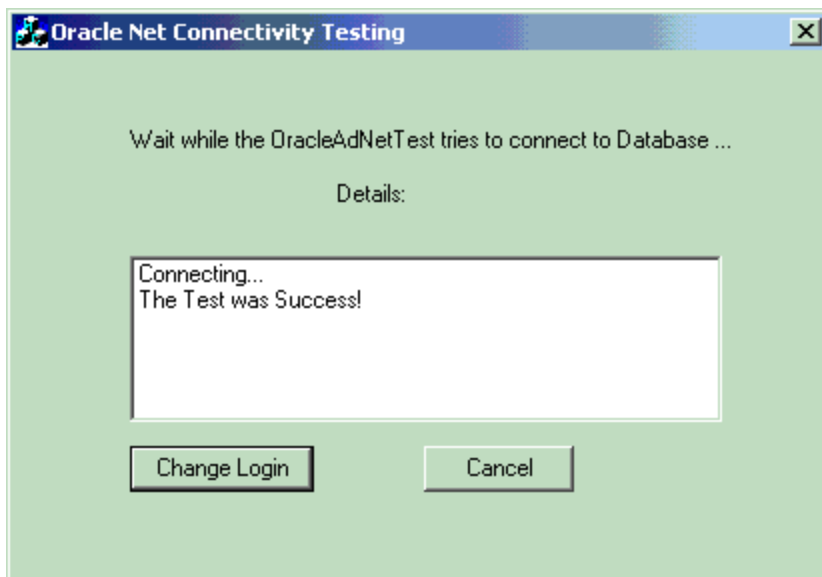 Oracle Net Connectivity Testing
Wait while the OracleAdNetTest tries to connect to Database ...
Details:
Connecting...
The Test was Success!
Change Login
Cancel